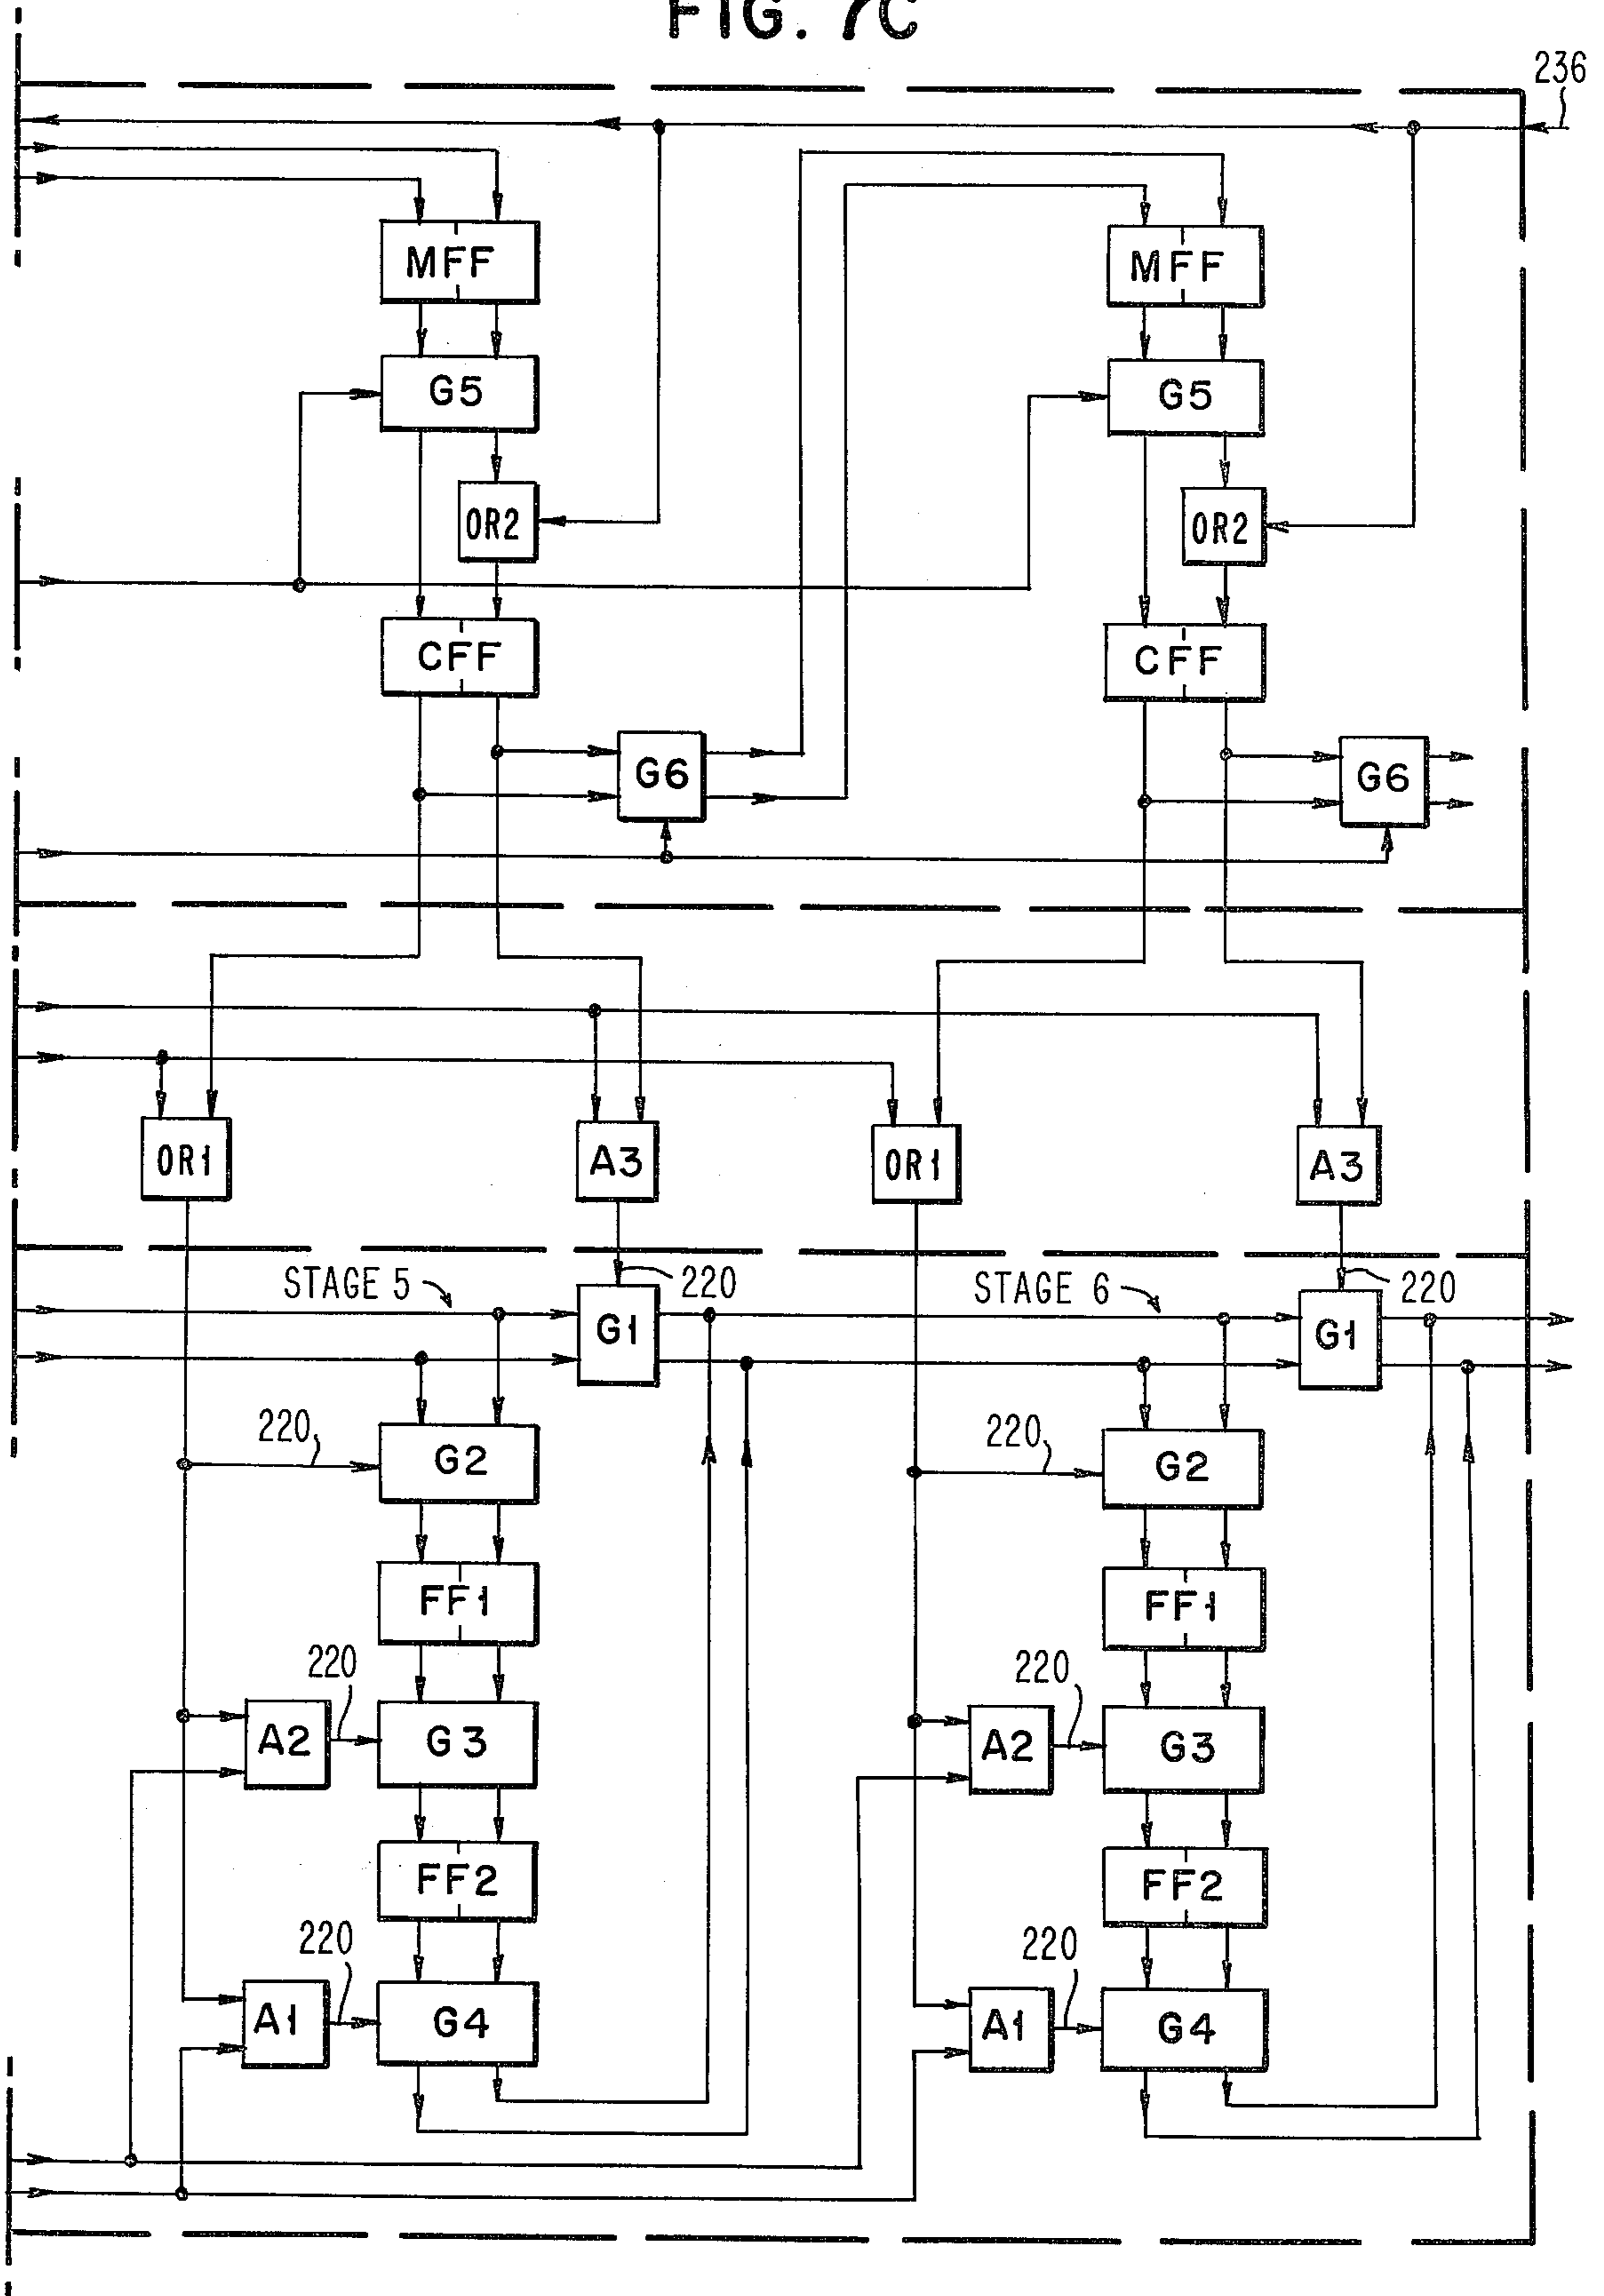 FIG. 7C
236
MFF
MFF
G5
G5
OR2
OR2
CFF
CFF
G6
G6
OR1
A3
OR1
A3
STAGE 5
220
STAGE 6
220
G1
G1
220
G2
220
G2
FF1
FF1
220
A2
G3
220
A2
G3
FF2
FF2
220
A1
G4
220
A1
G4